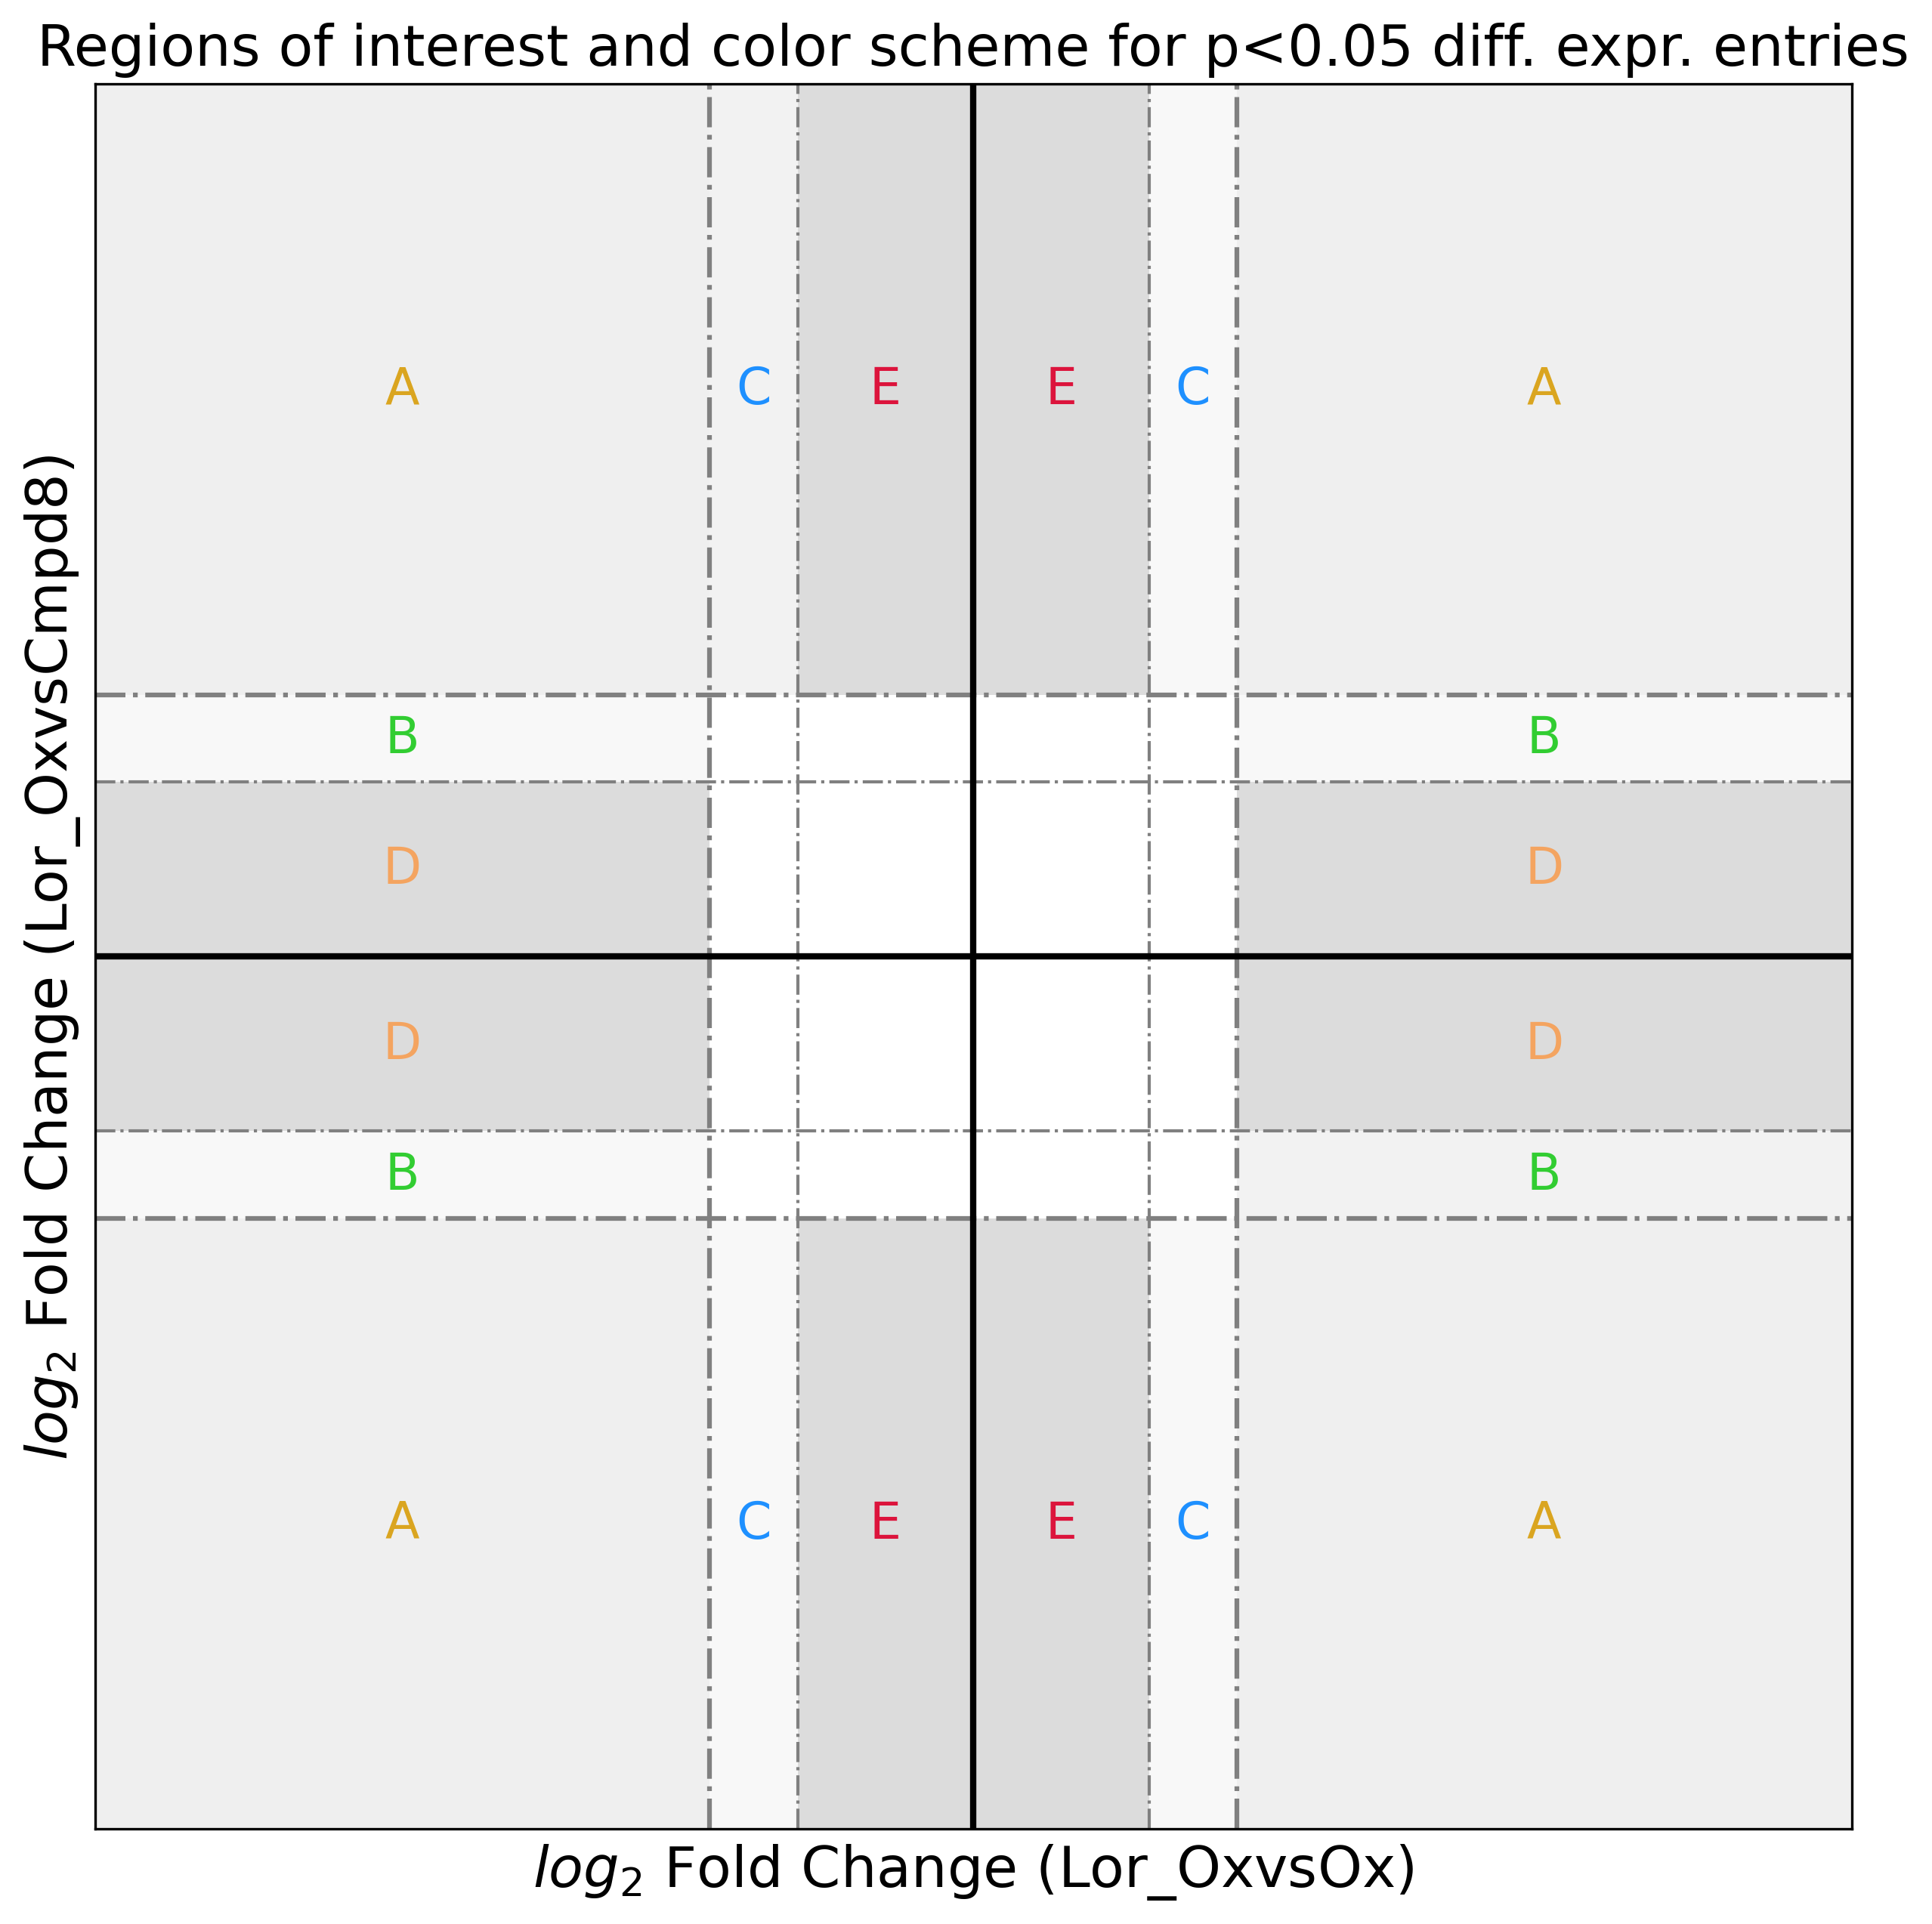 Regions of interest and color scheme for p<0.05 diff. expr. entries
log₂ Fold Change (Lor_OxvsCmpd8)
A C E E C A
B B
D D
D D
B B
A C E E C A
log₂ Fold Change (Lor_OxvsOx)